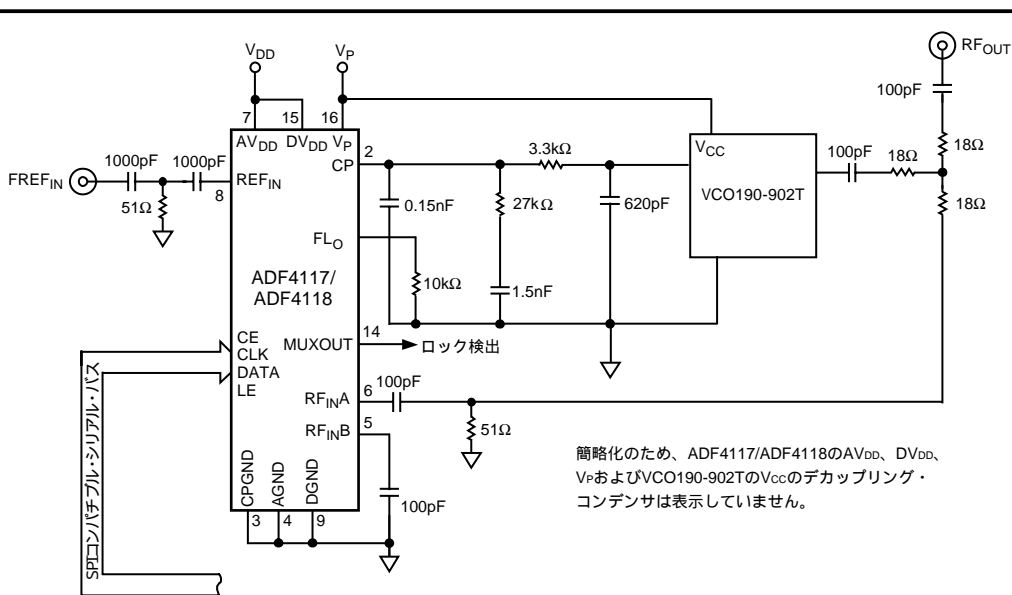 VDD
VP
RFOUT
100pF
7
15
16
AVDD
DVDD
VP
2
CP
3.3kΩ
18Ω
1000pF
1000pF
FREFIN
REFIN
8
51Ω
VCC
VCO190-902T
100pF
18Ω
18Ω
0.15nF
27kΩ
620pF
FLO
10kΩ
1.5nF
ADF4117/
ADF4118
CE
CLK
DATA
LE
MUXOUT
14
ロック検出
SPIコンパチブル・シリアル・バス
100pF
RFINA
6
RFINB
5
51Ω
100pF
CPGND
AGND
DGND
3
4
9
簡略化のため、ADF4117/ADF4118のAVDD、DVDD、
VPおよびVCO190-902TのVCCのデカップリング・
コンデンサは表示していません。